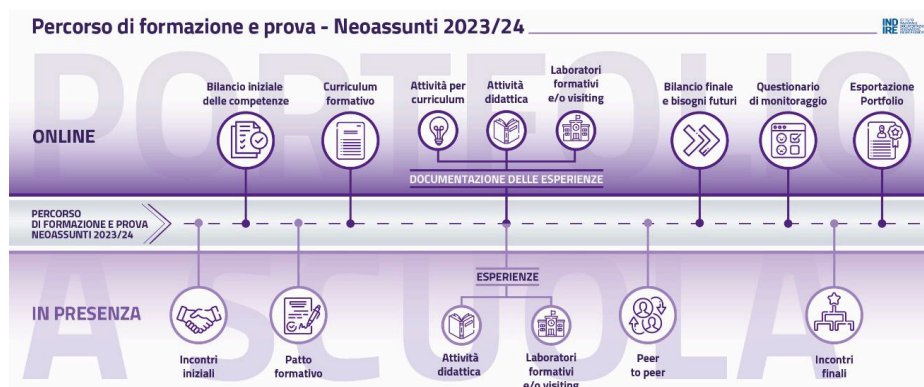 Percorso di formazione e prova - Neoassunti 2023/24
INDIRE
PORTFOLIO
ONLINE
Bilancio iniziale
delle competenze
Curriculum
formativo
Attività per
curriculum
Attività
didattica
Laboratori
formativi
e/o visiting
Bilancio finale
e bisogni futuri
Questionario
di monitoraggio
Esportazione
Portfolio
DOCUMENTAZIONE DELLE ESPERIENZE
PERCORSO
DI FORMAZIONE E PROVA
NEOASSUNTI 2023/24
A SCUOLA
IN PRESENZA
ESPERIENZE
Incontri
iniziali
Patto
formativo
Attività
didattica
Laboratori
formativi
e/o visiting
Peer
to peer
Incontri
finali